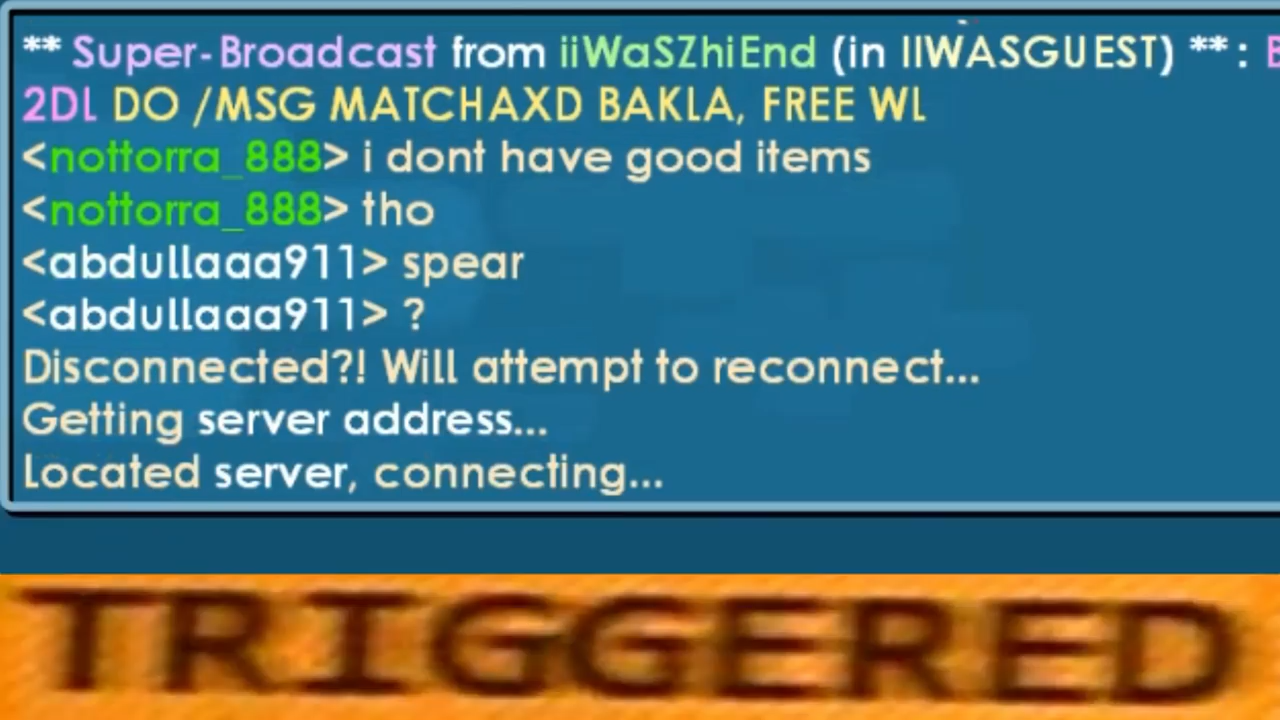 ** Super-Broadcast from iiWaSZhiEnd (in IIWASGUEST) ** :
2DL DO /MSG MATCHAXD BAKLA, FREE WL
<nottorra_888> i dont have good items
<nottorra_888> tho
<abdullaaa911> spear
<abdullaaa911> ?
Disconnected?! Will attempt to reconnect...
Getting server address...
Located server, connecting...
TRIGGERED